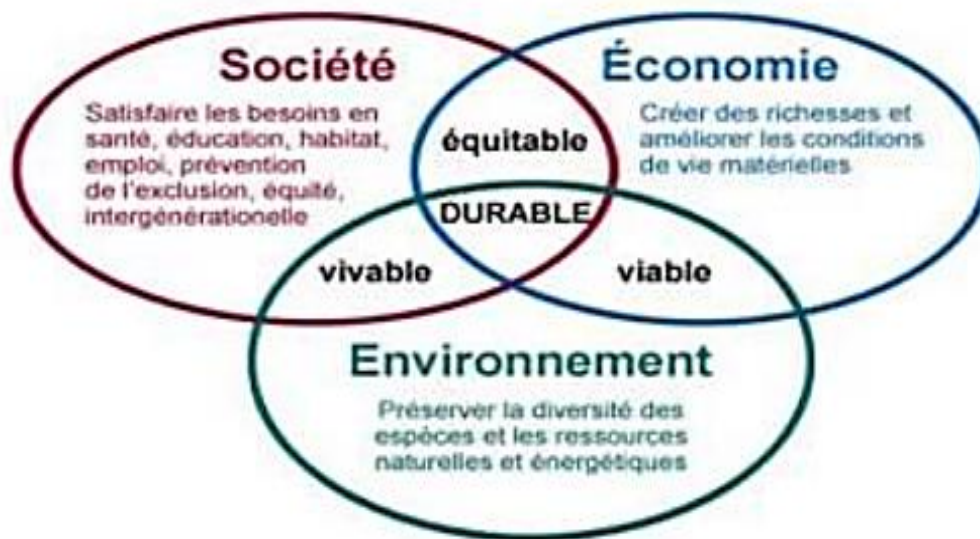 Société
Satisfaire les besoins en
santé, éducation, habitat,
emploi, prévention
de l'exclusion, équité,
intergénérationelle
Économie
Créer des richesses et
améliorer les conditions
de vie matérielles
équitable
DURABLE
vivable
viable
Environnement
Préserver la diversité des
espèces et les ressources
naturelles et énergétiques